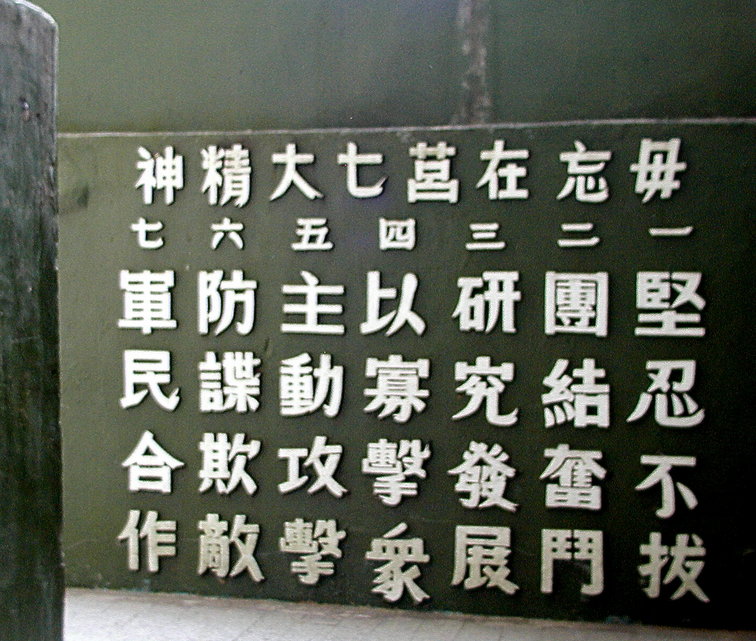 毋忘在莒七大精神
一堅忍不拔
二團結奮鬥
三研究發展
四以寡擊衆
五主動攻擊
六防諜欺敵
七軍民合作